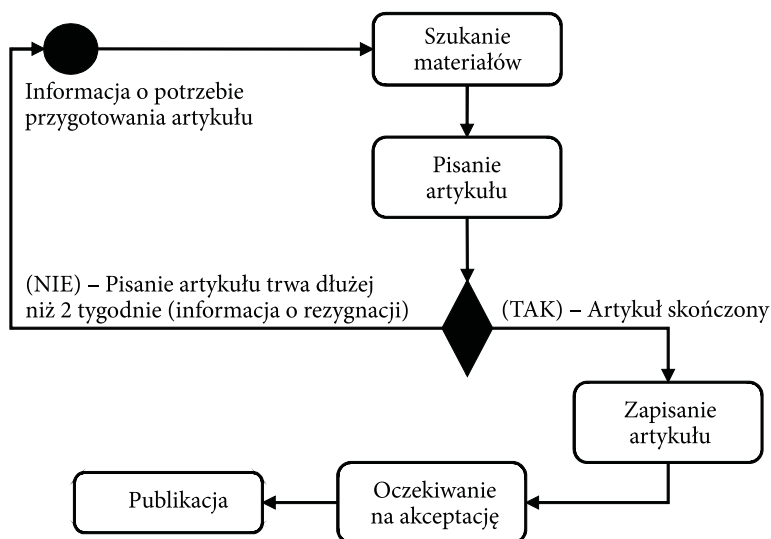 Szukanie
materiałów
Informacja o potrzebie
przygotowania artykułu
Pisanie
artykułu
(NIE) – Pisanie artykułu trwa dłużej
niż 2 tygodnie (informacja o rezygnacji)
(TAK) – Artykuł skończony
Zapisanie
artykułu
Oczekiwanie
na akceptację
Publikacja